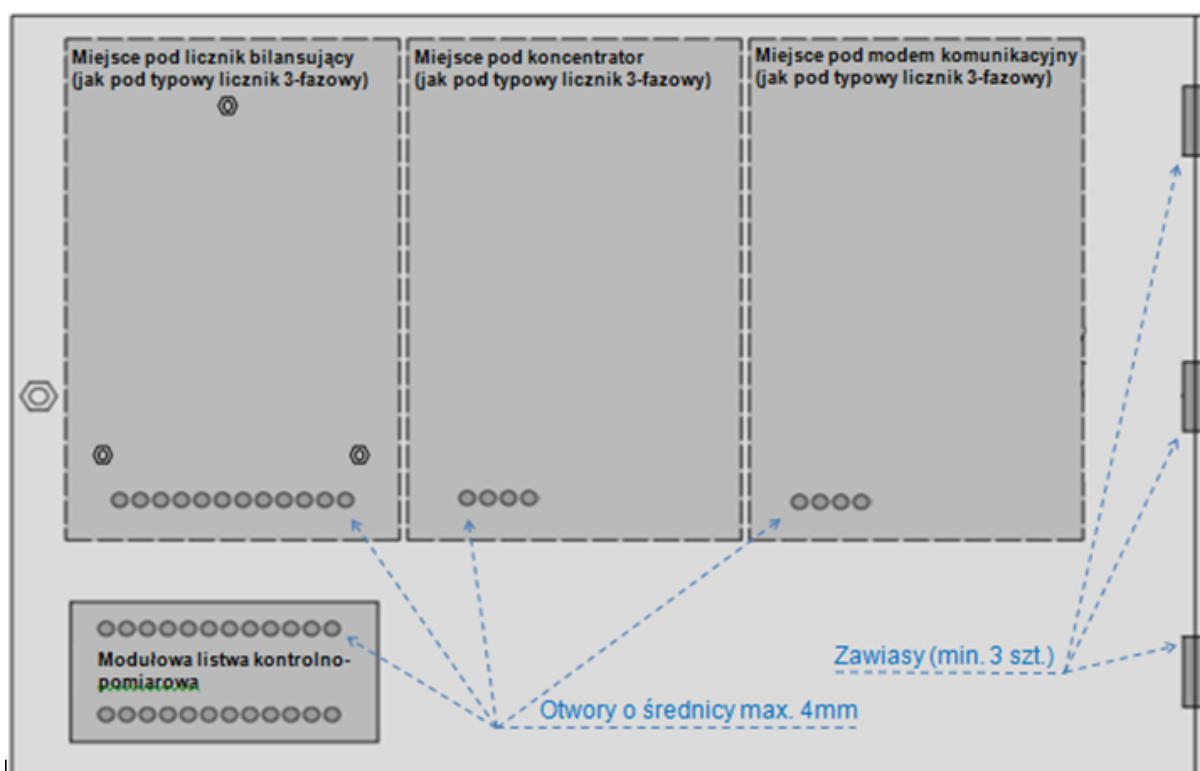 Miejsce pod licznik bilansujący
(jak pod typowy licznik 3-fazowy)
Miejsce pod koncentrator
(jak pod typowy licznik 3-fazowy)
Miejsce pod modem komunikacyjny
(jak pod typowy licznik 3-fazowy)
Modułowa listwa kontrolno-
pomiarowa
Zawiasy (min. 3 szt.)
Otwory o średnicy max. 4mm